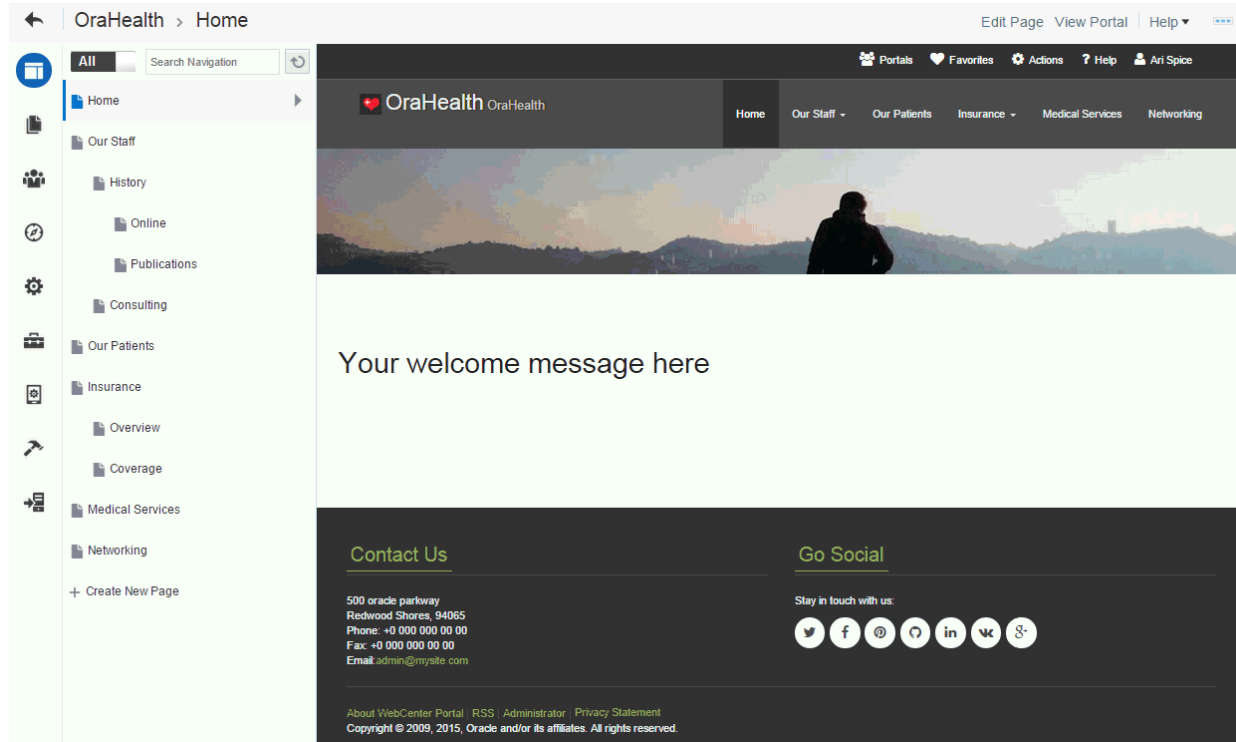 OraHealth > Home
Edit Page View Portal Help
All Search Navigation
Home
Our Staff
History
Online
Publications
Consulting
Our Patients
Insurance
Overview
Coverage
Medical Services
Networking
+ Create New Page
Portals Favorites Actions ? Help Ari Spice
OraHealth OraHealth
Home Our Staff Our Patients Insurance Medical Services Networking
Your welcome message here
Contact Us
500 oracle parkway
Redwood Shores, 94065
Phone: +0 000 000 00 00
Fax: +0 000 000 00 00
Email:admin@mysite com
Go Social
Stay in touch with us:
About WebCenter Portal | RSS | Administrator | Privacy Statement
Copyright © 2009, 2015, Oracle and/or its affiliates. All rights reserved.